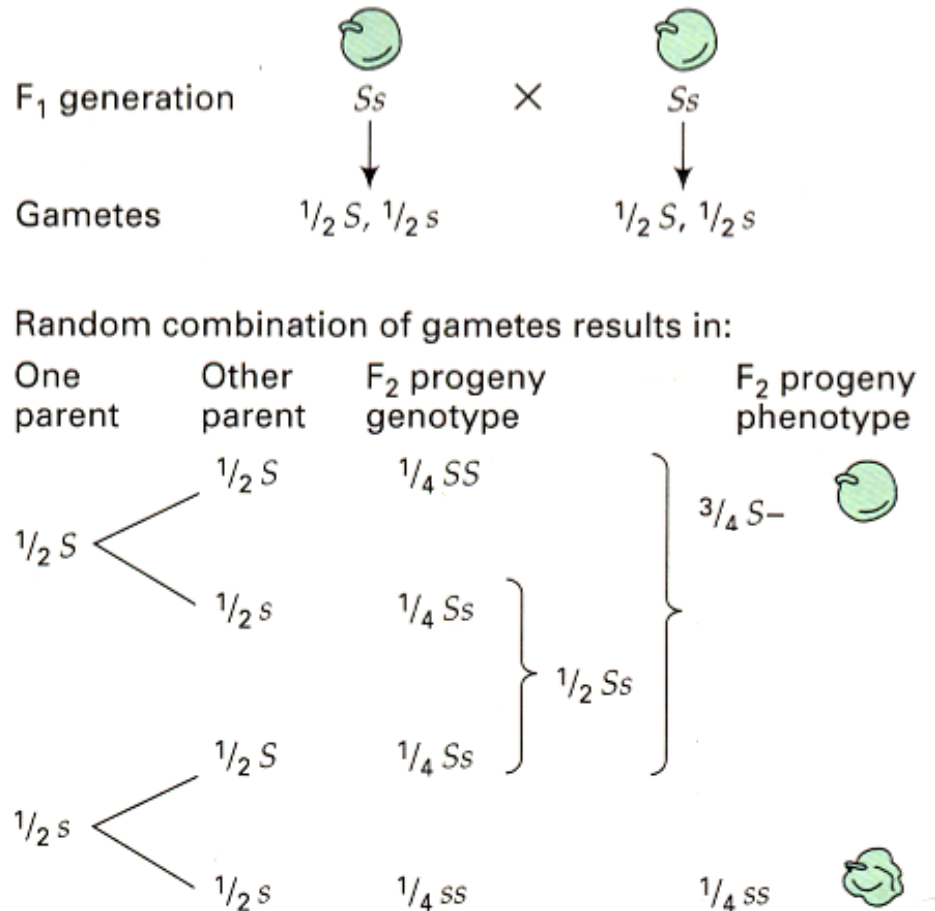 F₁ generation Ss × Ss
Gametes ¹/₂ S, ¹/₂ s ¹/₂ S, ¹/₂ s
Random combination of gametes results in:
One parent Other parent F₂ progeny genotype F₂ progeny phenotype
¹/₂ S ¹/₄ SS
³/₄ S–
¹/₂ S
¹/₂ s ¹/₄ Ss
¹/₂ Ss
¹/₂ S ¹/₄ Ss
¹/₂ s
¹/₂ s ¹/₄ ss ¹/₄ ss